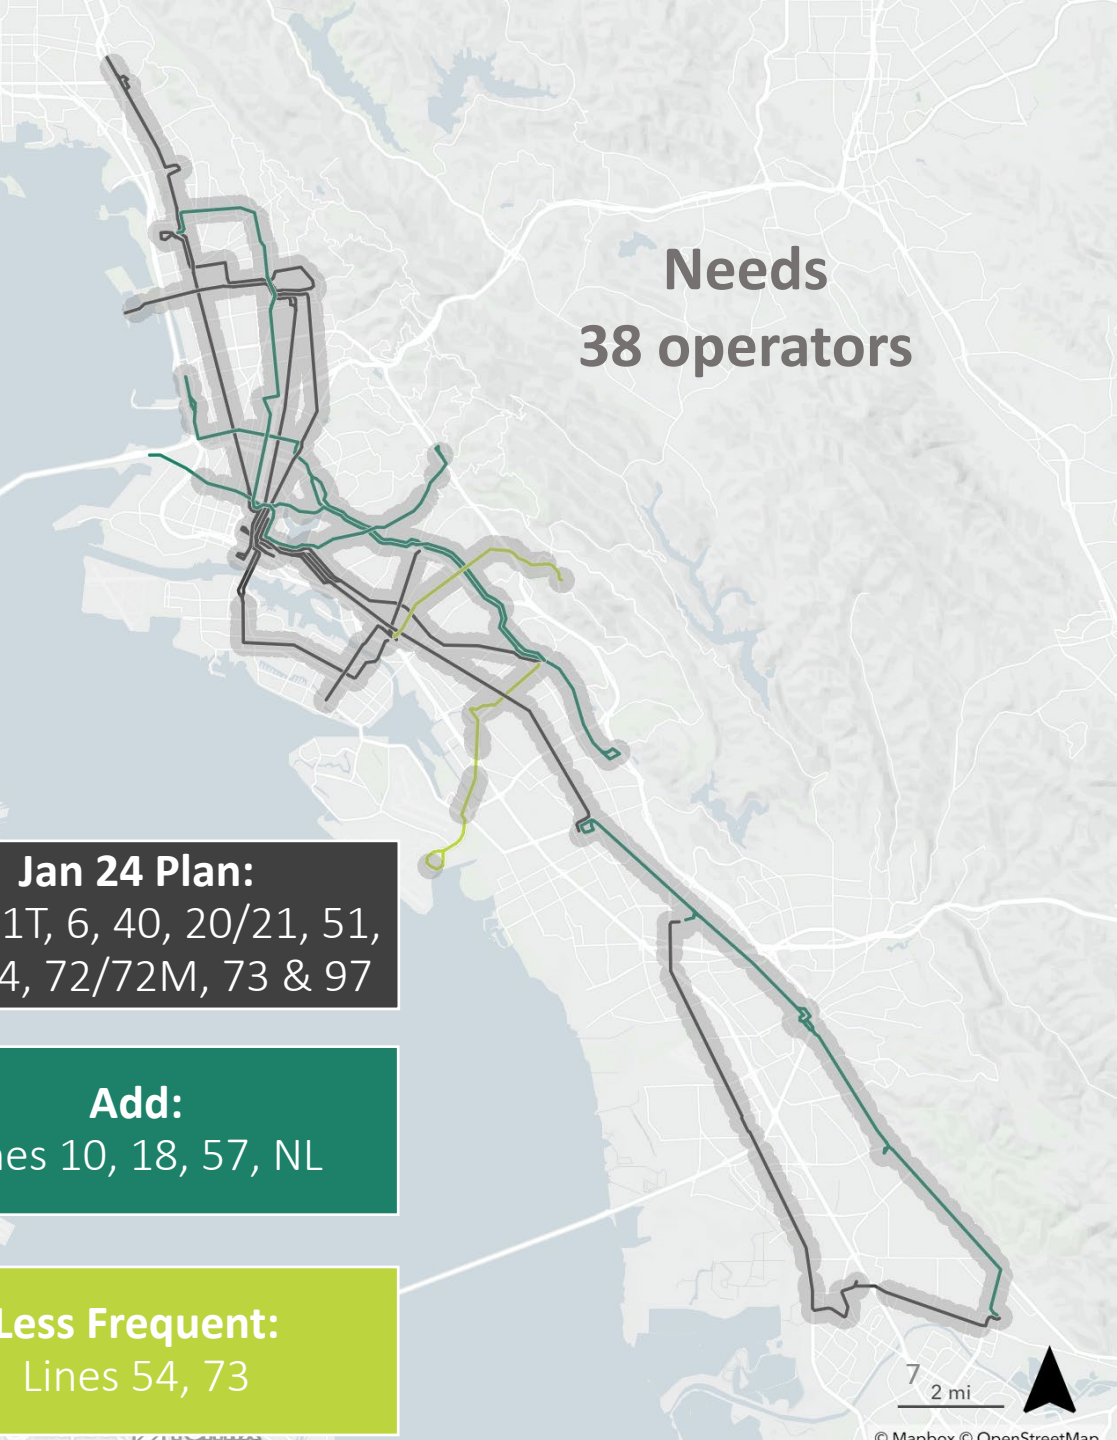 Needs
38 operators
Jan 24 Plan:
1T, 6, 40, 20/21, 51,
4, 72/72M, 73 & 97
Add:
es 10, 18, 57, NL
Less Frequent:
Lines 54, 73
7
2 mi
© Mapbox © OpenStreetMap